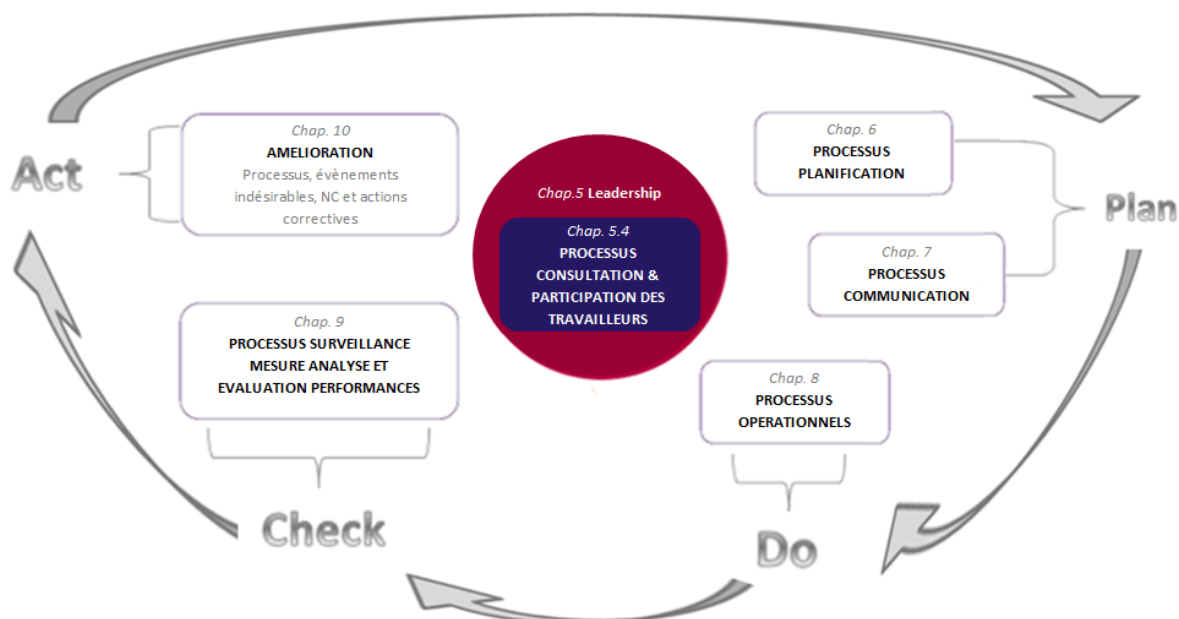 Act
Chap. 10
AMELIORATION
Processus, évènements
indésirables, NC et actions
correctives
Chap.5 Leadership
Chap. 5.4
PROCESSUS
CONSULTATION &
PARTICIPATION DES
TRAVAILLEURS
Chap. 6
PROCESSUS
PLANIFICATION
Plan
Chap. 7
PROCESSUS
COMMUNICATION
Chap. 9
PROCESSUS SURVEILLANCE
MESURE ANALYSE ET
EVALUATION PERFORMANCES
Chap. 8
PROCESSUS
OPERATIONNELS
Check
Do